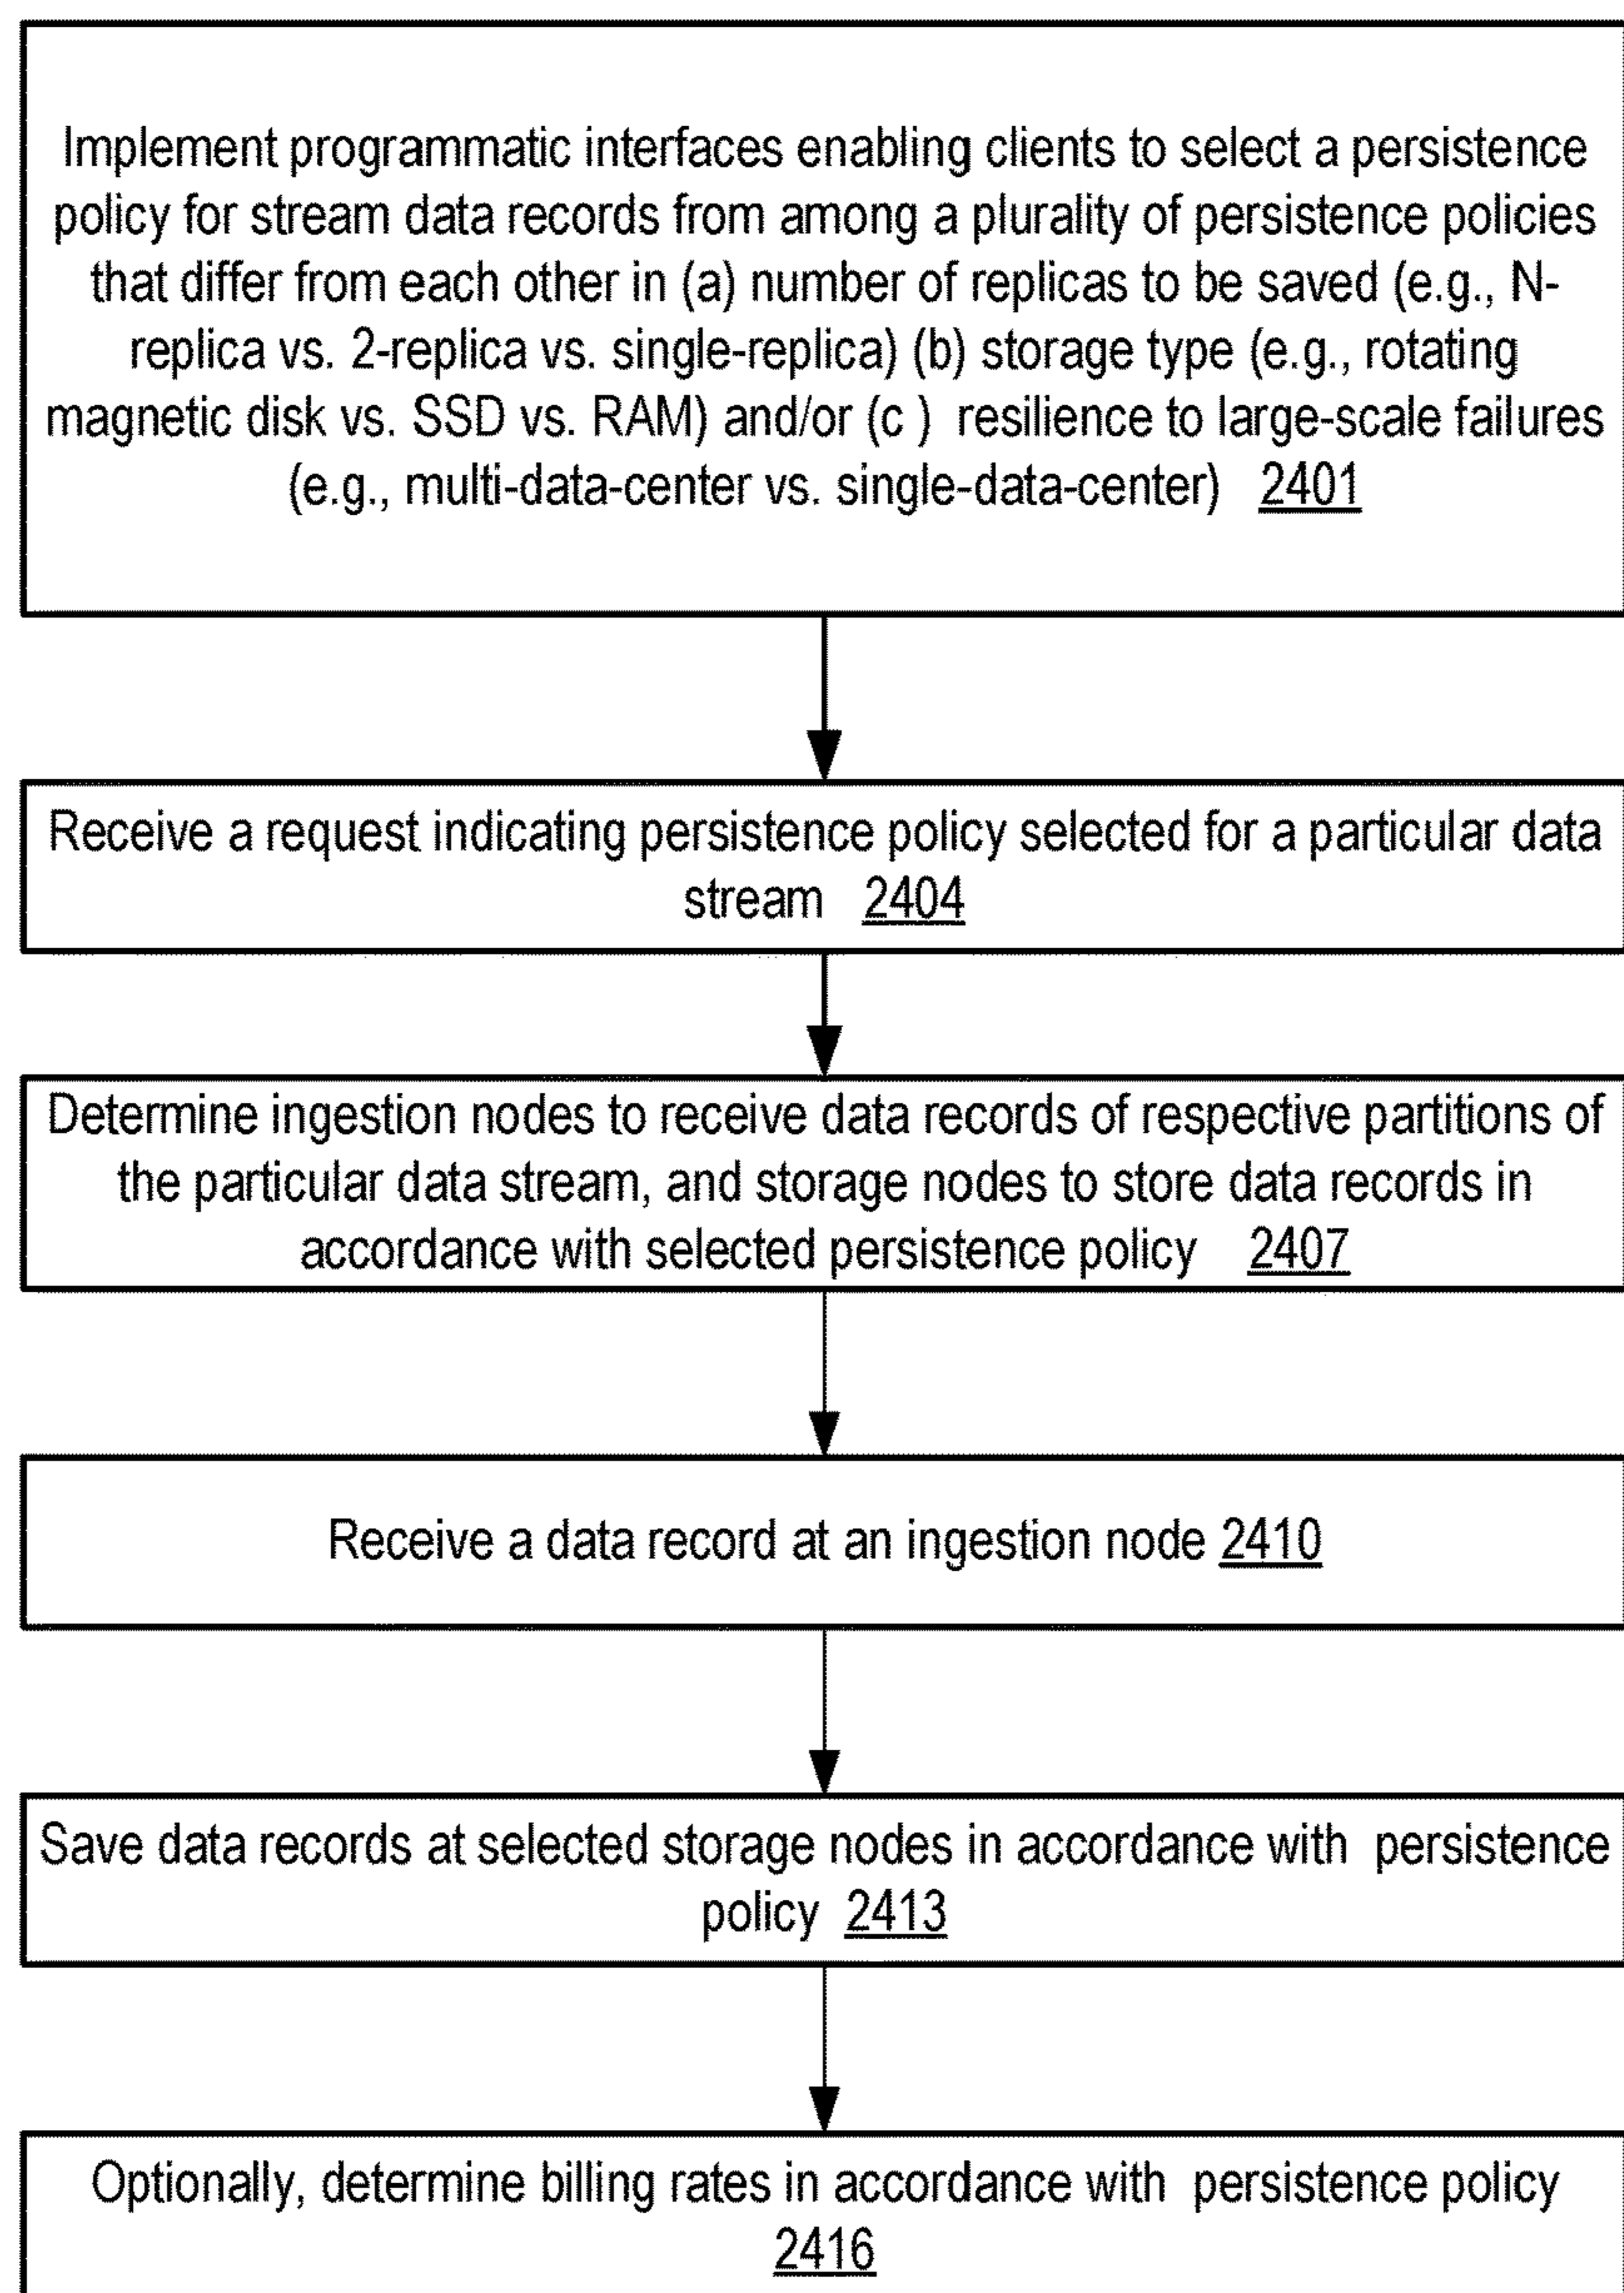 Implement programmatic interfaces enabling clients to select a persistence
policy for stream data records from among a plurality of persistence policies
that differ from each other in (a) number of replicas to be saved (e.g., N-
replica vs. 2-replica vs. single-replica) (b) storage type (e.g., rotating
magnetic disk vs. SSD vs. RAM) and/or (c )  resilience to large-scale failures
(e.g., multi-data-center vs. single-data-center)   2401
Receive a request indicating persistence policy selected for a particular data
stream   2404
Determine ingestion nodes to receive data records of respective partitions of
the particular data stream, and storage nodes to store data records in
accordance with selected persistence policy    2407
Receive a data record at an ingestion node 2410
Save data records at selected storage nodes in accordance with  persistence
policy  2413
Optionally, determine billing rates in accordance with  persistence policy
2416